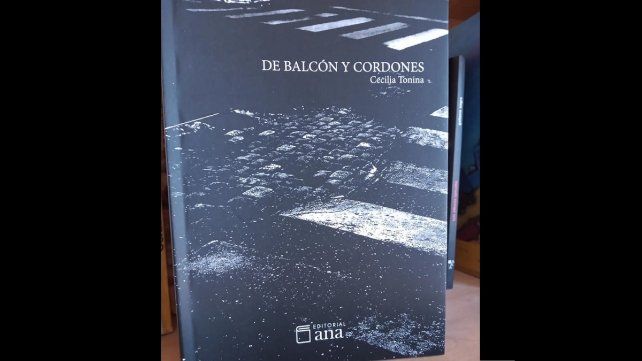 DE BALCÓN Y CORDONES
Cecilia Tonina
EDITORIAL
ana